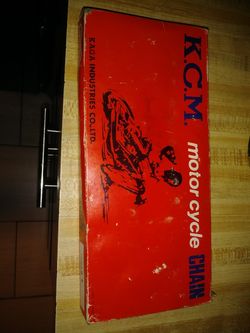 K.C.M.
motor cycle CHAIN
KAGA INDUSTRIES CO., LTD.